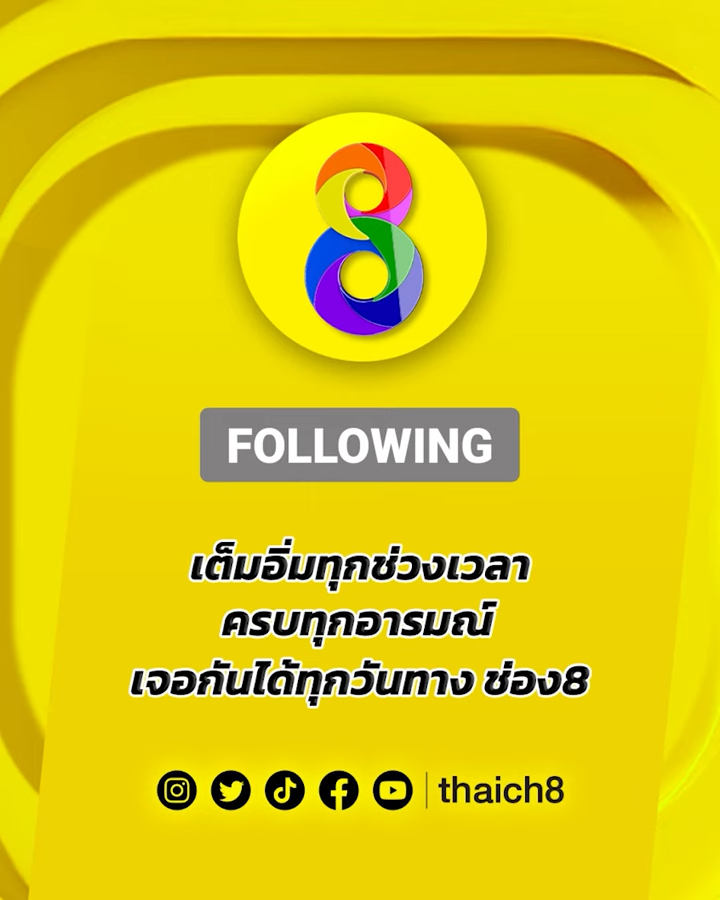 8
FOLLOWING
เต็มอิ่มทุกช่วงเวลา
ครบทุกอารมณ์
เจอกันได้ทุกวันทาง ช่อง8
thaich8